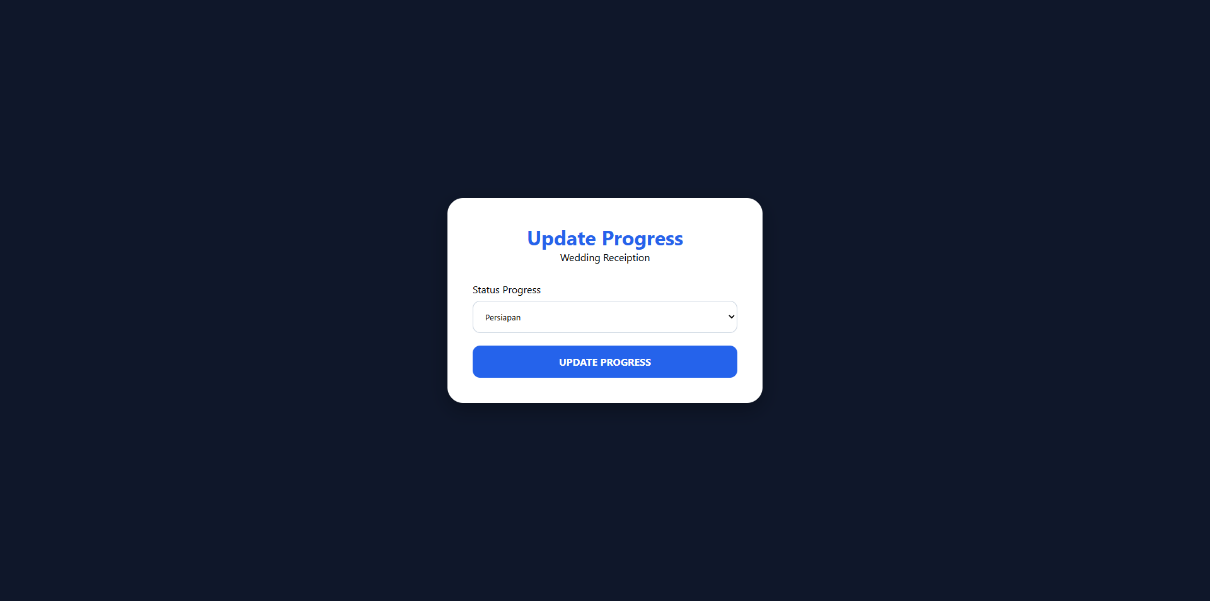 Update Progress
Wedding Receiption
Status Progress
Persiapan
UPDATE PROGRESS